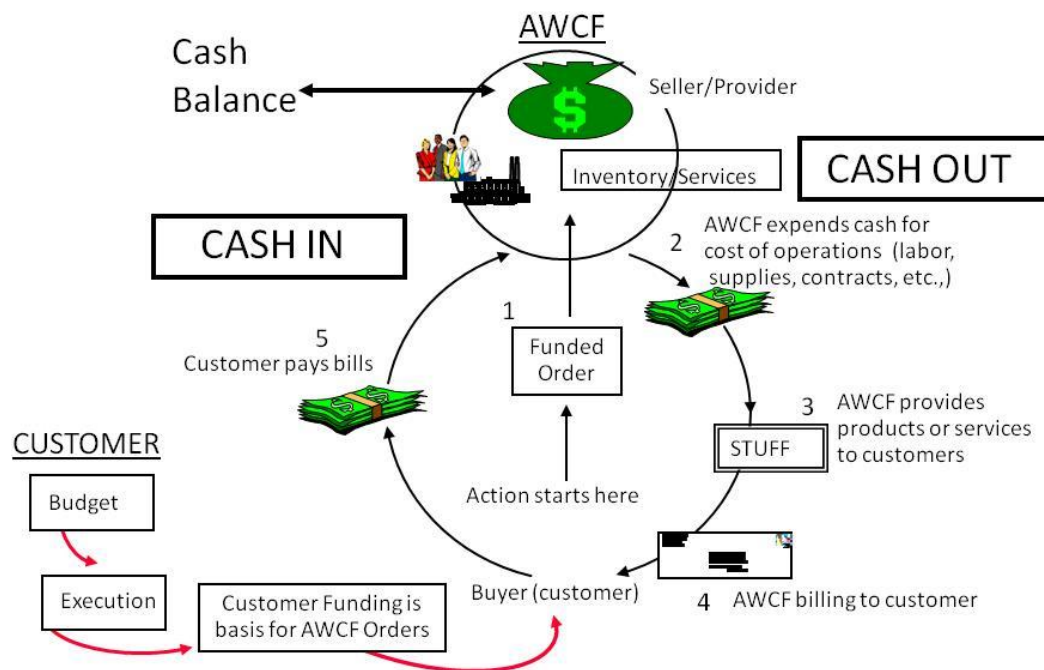 AWCF
Cash
Balance
$
Seller/Provider
Inventory/Services
CASH OUT
CASH IN
2
AWCF expends cash for
cost of operations (labor,
supplies, contracts, etc.,)
1
Funded
Order
5
Customer pays bills
3
AWCF provides
products or services
to customers
STUFF
CUSTOMER
Budget
Action starts here
Execution
Customer Funding is
basis for AWCF Orders
Buyer (customer)
4
AWCF billing to customer